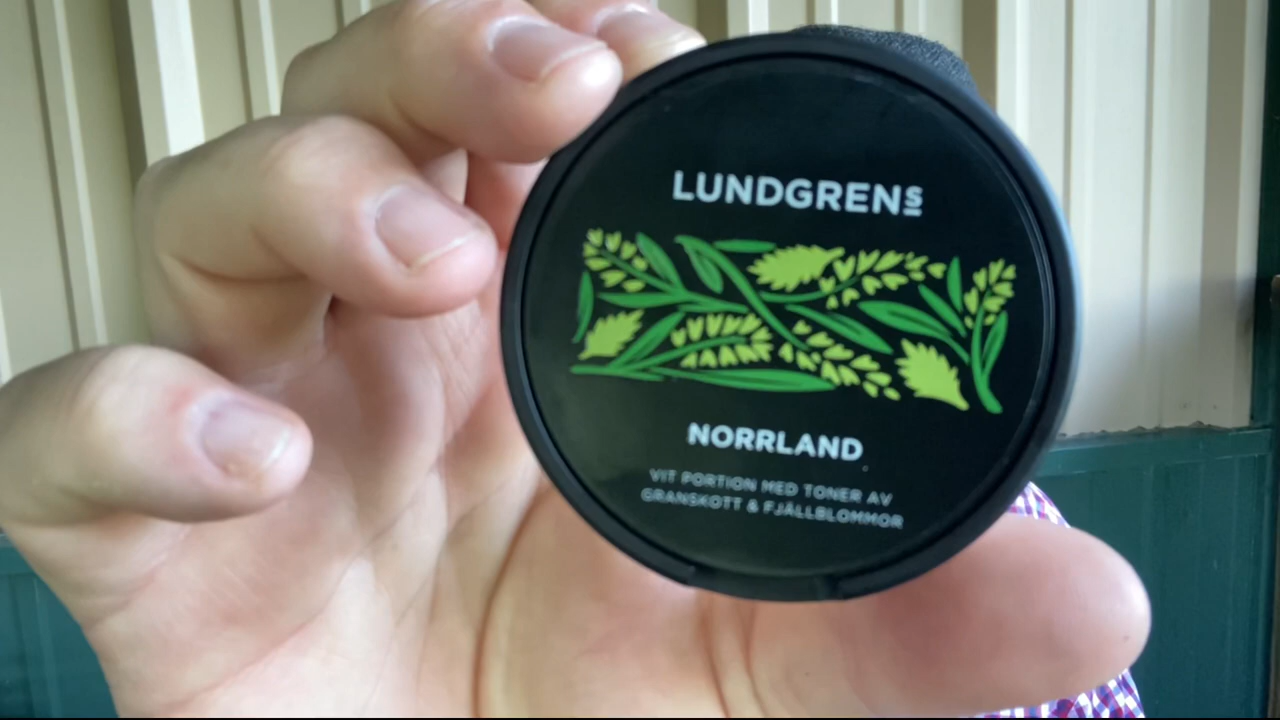 LUNDGRENS
NORRLAND
VIT PORTION MED TONER AV
GRANSKOTT & FJÄLLBLOMMOR